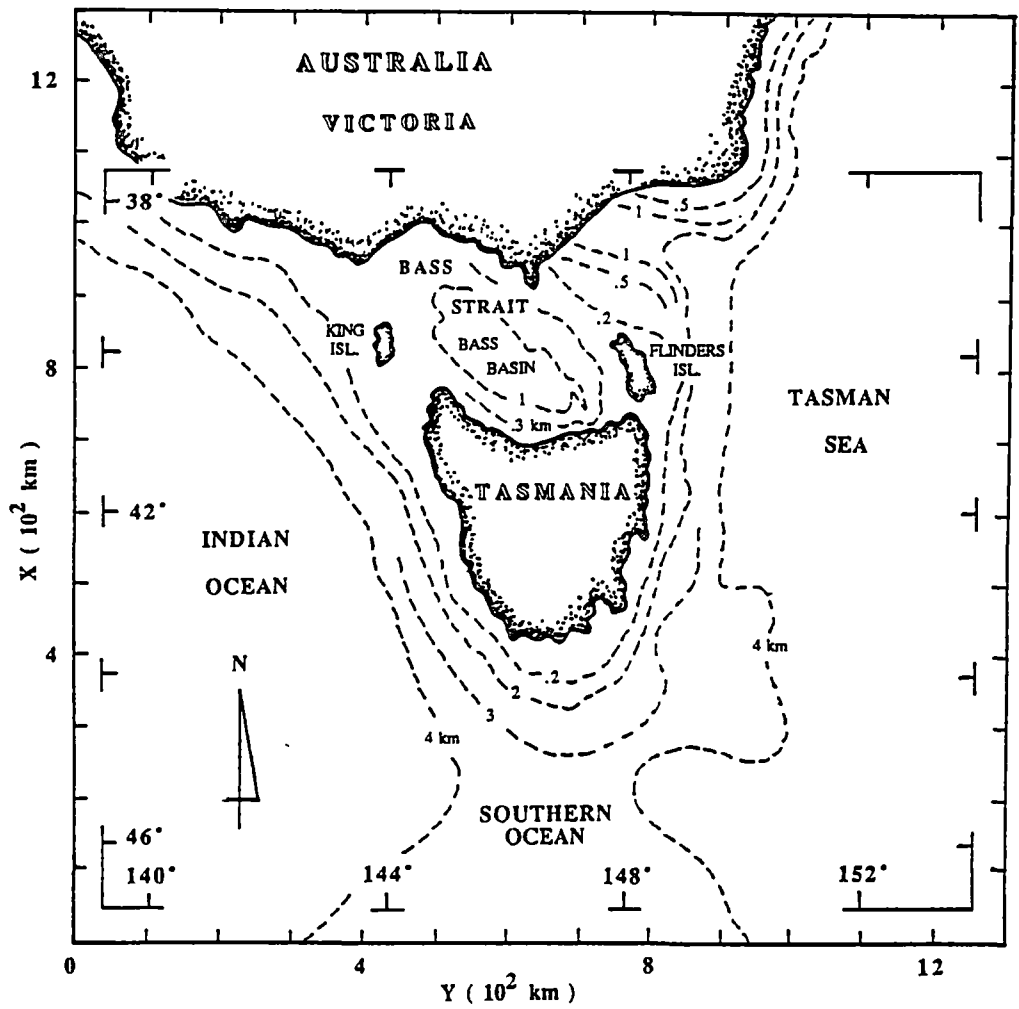 12
AUSTRALIA
VICTORIA
38°
.5
1
BASS
1
.5
STRAIT
.2
KING
ISL.
BASS
BASIN
FLINDERS
ISL.
8
1
.3 km
TASMAN
SEA
TASMANIA
42°
INDIAN
OCEAN
X ( 10² km )
4
N
4 km
.2
2
3
4 km
SOUTHERN
OCEAN
46°
140°
144°
148°
152°
0
4
8
12
Y ( 10² km )